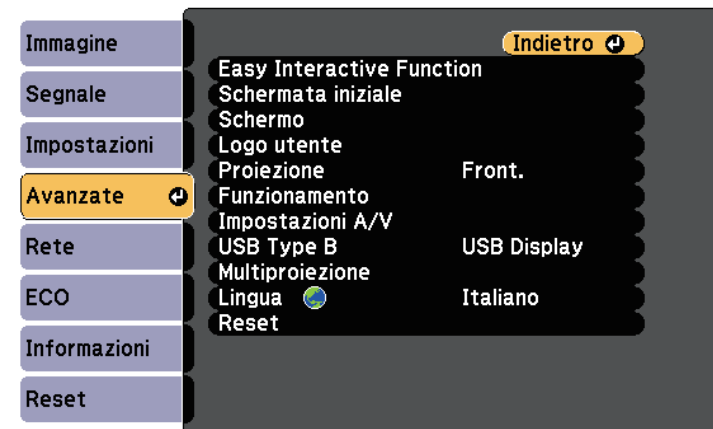 Immagine
Segnale
Impostazioni
Avanzate
Rete
ECO
Informazioni
Reset
Indietro
Easy Interactive Function
Schermata iniziale
Schermo
Logo utente
Proiezione Front.
Funzionamento
Impostazioni A/V
USB Type B USB Display
Multiproiezione
Lingua Italiano
Reset